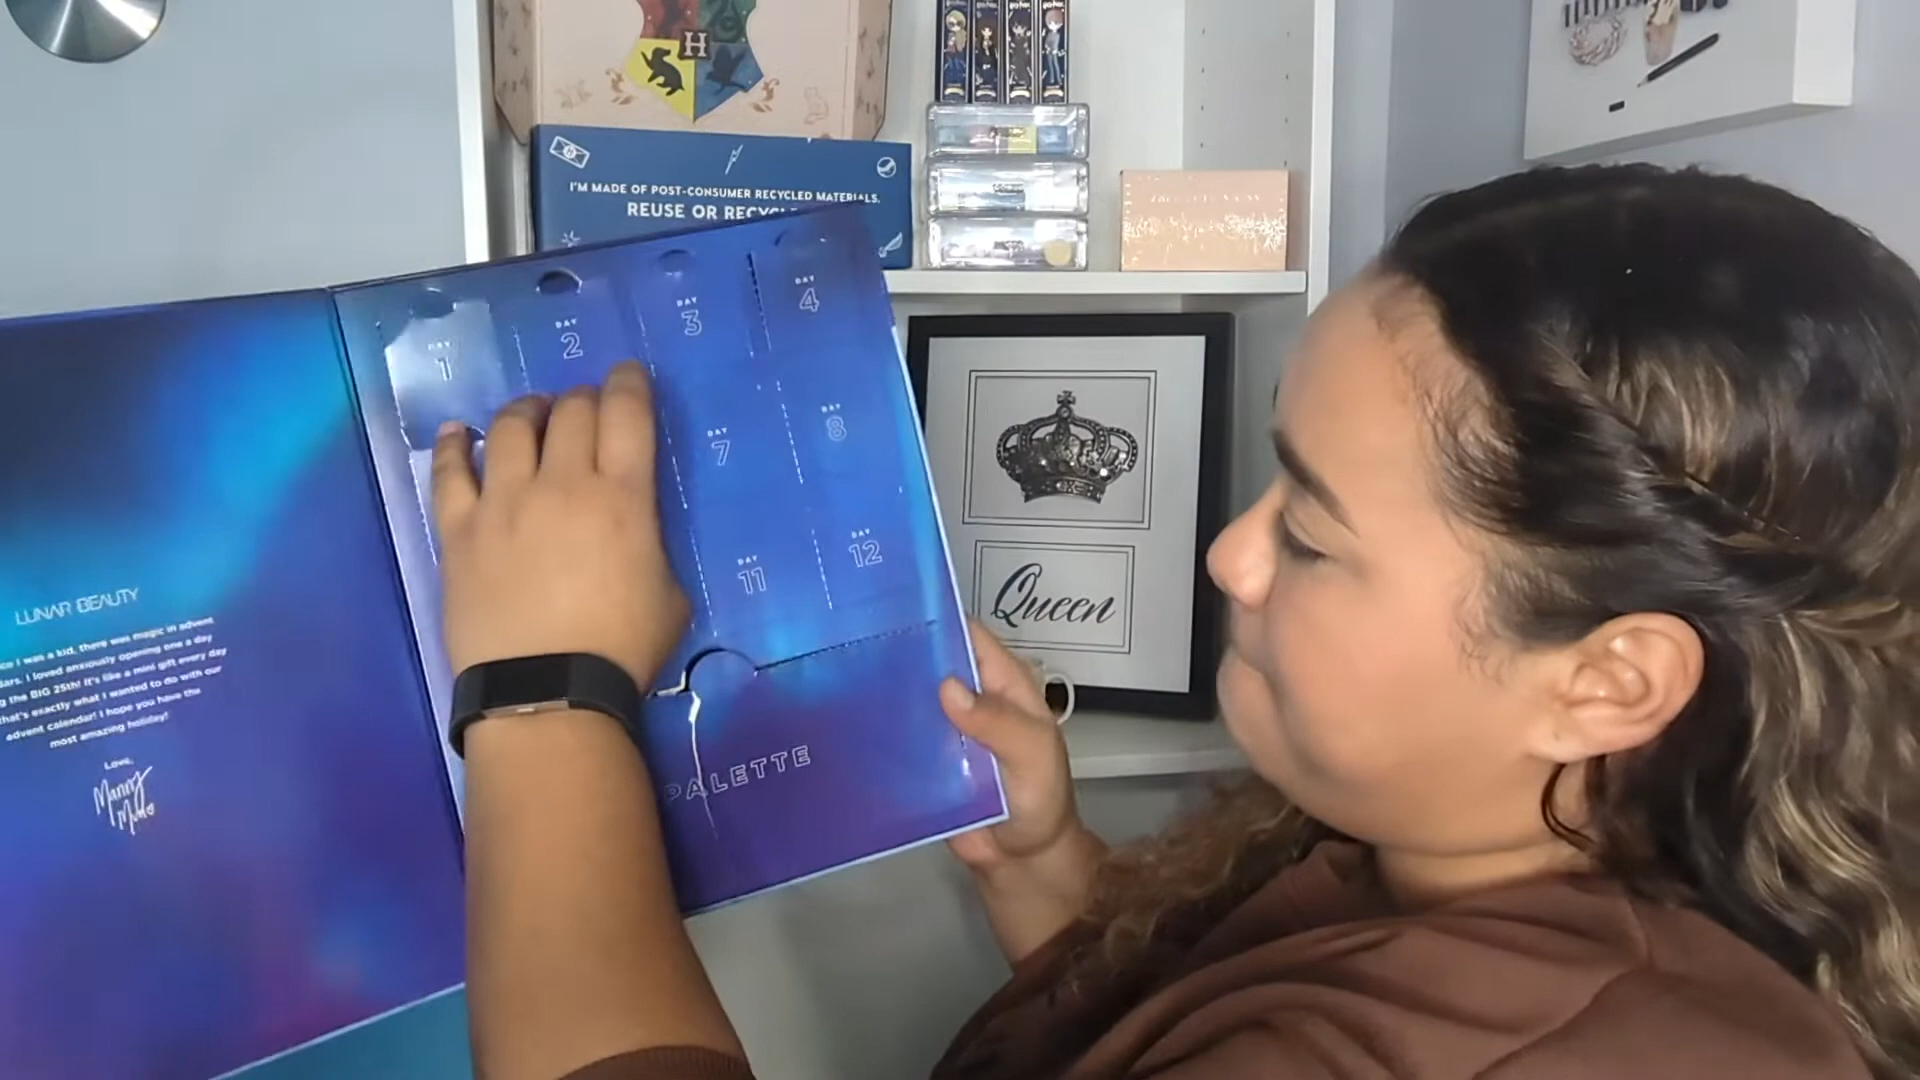 H
I'M MADE OF POST-CONSUMER RECYCLED MATERIALS.
REUSE OR
DAY
1
DAY
2
DAY
3
DAY
4
DAY
7
DAY
8
DAY
11
DAY
12
PALETTE
LUNAR BEAUTY
I was a kid, there was magic in advent
I loved anxiously opening one a day
the BIG 25th! It's like a mini gift every day
that's exactly what I wanted to do with our
advent calendar! I hope you have the
most amazing holiday!
Love,
Manny
Mua
Queen